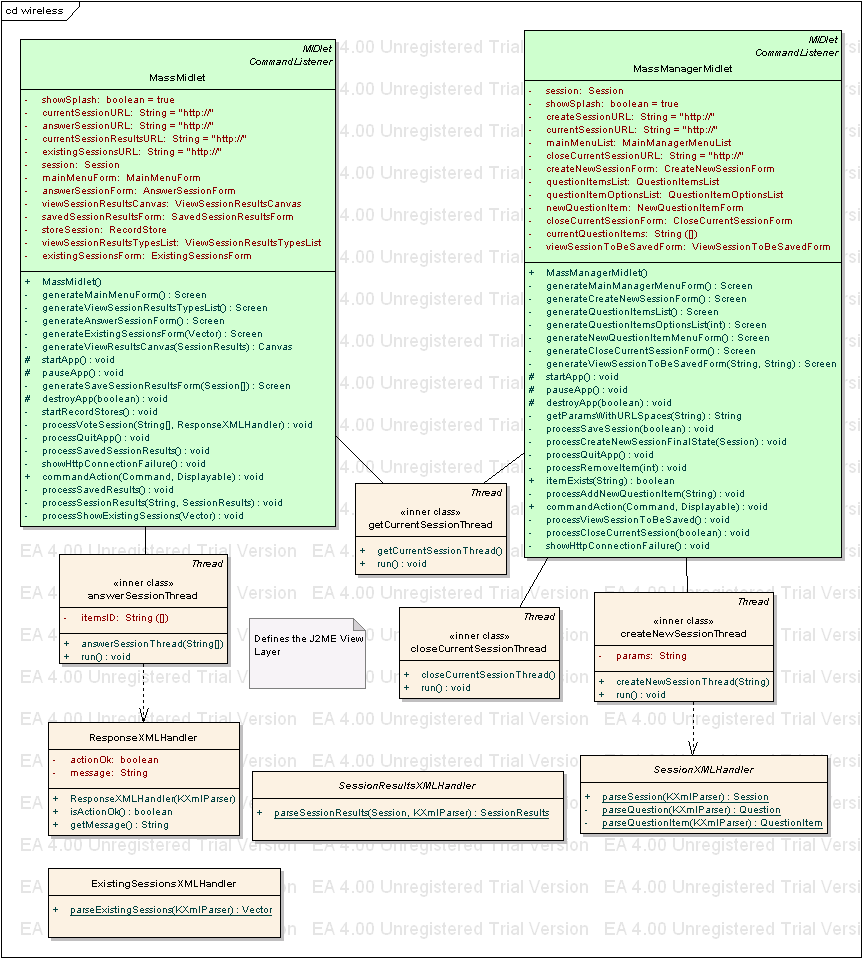 cd wireless
MIDlet
CommandListener
MassMidlet
- showSplash: boolean = true
- currentSessionURL: String = "http://"
- answerSessionURL: String = "http://"
- currentSessionResultsURL: String = "http://"
- existingSessionsURL: String = "http://"
- session: Session
- mainMenuForm: MainMenuForm
- answerSessionForm: AnswerSessionForm
- viewSessionResultsCanvas: ViewSessionResultsCanvas
- savedSessionResultsForm: SavedSessionResultsForm
- storeSession: RecordStore
- viewSessionResultsTypesList: ViewSessionResultsTypesList
- existingSessionsForm: ExistingSessionsForm
+ MassMidlet()
- generateMainMenuForm() : Screen
- generateViewSessionResultsTypesList() : Screen
- generateAnswerSessionForm() : Screen
- generateExistingSessionsForm(Vector) : Screen
- generateViewResultsCanvas(SessionResults) : Canvas
# startApp() : void
# pauseApp() : void
- generateSaveSessionResultsForm(Session[]) : Screen
# destroyApp(boolean) : void
- startRecordStores() : void
- processVoteSession(String[], ResponseXMLHandler) : void
- processQuitApp() : void
- processSavedSessionResults() : void
- showHttpConnectionFailure() : void
+ commandAction(Command, Displayable) : void
- processSavedResults() : void
- processSessionResults(String, SessionResults) : void
- processShowExistingSessions(Vector) : void
MIDlet
CommandListener
MassManagerMidlet
- session: Session
- showSplash: boolean = true
- createSessionURL: String = "http://"
- currentSessionURL: String = "http://"
- mainMenuList: MainManagerMenuList
- closeCurrentSessionURL: String = "http://"
- createNewSessionForm: CreateNewSessionForm
- questionItemsList: QuestionItemsList
- questionItemOptionsList: QuestionItemOptionsList
- newQuestionItem: NewQuestionItemForm
- closeCurrentSessionForm: CloseCurrentSessionForm
- currentQuestionItems: String ([])
- viewSessionToBeSavedForm: ViewSessionToBeSavedForm
+ MassManagerMidlet()
- generateMainManagerMenuForm() : Screen
- generateCreateNewSessionForm() : Screen
- generateQuestionItemsList() : Screen
- generateQuestionItemsOptionsList(int) : Screen
- generateNewQuestionItemMenuForm() : Screen
- generateCloseCurrentSessionForm() : Screen
- generateViewSessionToBeSavedForm(String, String) : Screen
# startApp() : void
# pauseApp() : void
# destroyApp(boolean) : void
- getParamsWithURLSpaces(String) : String
- processSaveSession(boolean) : void
- processCreateNewSessionFinalState(Session) : void
- processQuitApp() : void
- processRemoveItem(int) : void
+ itemExists(String) : boolean
- processAddNewQuestionItem(String) : void
+ commandAction(Command, Displayable) : void
- processViewSessionToBeSaved() : void
- processCloseCurrentSession(boolean) : void
- showHttpConnectionFailure() : void
Thread
«inner class»
getCurrentSessionThread
+ getCurrentSessionThread()
+ run() : void
Thread
«inner class»
answerSessionThread
- itemsID: String ([])
+ answerSessionThread(String[])
+ run() : void
Defines the J2ME View
Layer
Thread
«inner class»
closeCurrentSessionThread
+ closeCurrentSessionThread()
+ run() : void
Thread
«inner class»
createNewSessionThread
- params: String
+ createNewSessionThread(String)
+ run() : void
ResponseXMLHandler
- actionOk: boolean
- message: String
+ ResponseXMLHandler(KXmlParser)
+ isActionOk() : boolean
+ getMessage() : String
SessionResultsXMLHandler
+ parseSessionResults(Session, KXmlParser) : SessionResults
SessionXMLHandler
+ parseSession(KXmlParser) : Session
- parseQuestion(KXmlParser) : Question
- parseQuestionItem(KXmlParser) : QuestionItem
ExistingSessionsXMLHandler
+ parseExistingSessions(KXmlParser) : Vector
EA 4.00 Unregistered Trial Version